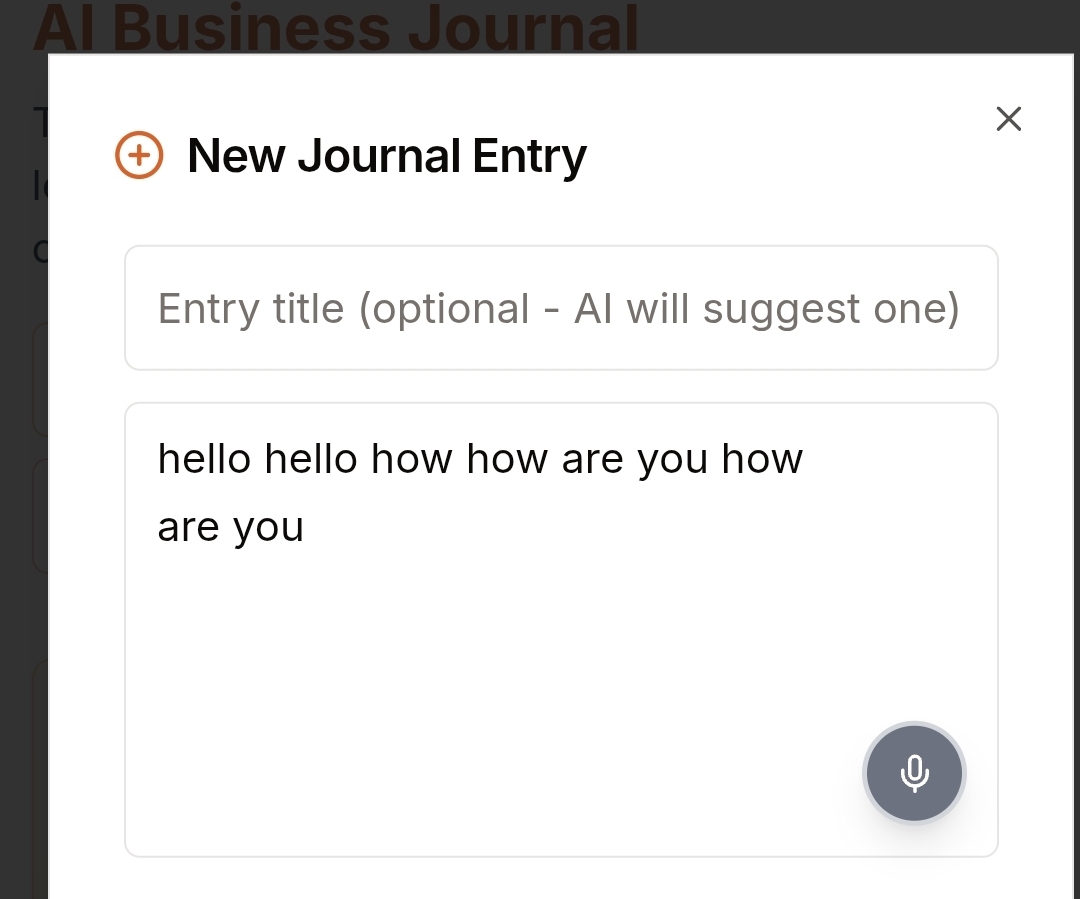 AI Business Journal
New Journal Entry
Entry title (optional - AI will suggest one)
hello hello how how are you how
are you